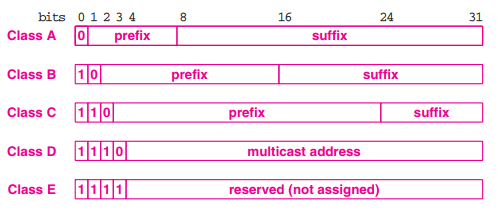 bits 0 1 2 3 4 8 16 24 31
Class A 0 prefix suffix
Class B 1 0 prefix suffix
Class C 1 1 0 prefix suffix
Class D 1 1 1 0 multicast address
Class E 1 1 1 1 reserved (not assigned)